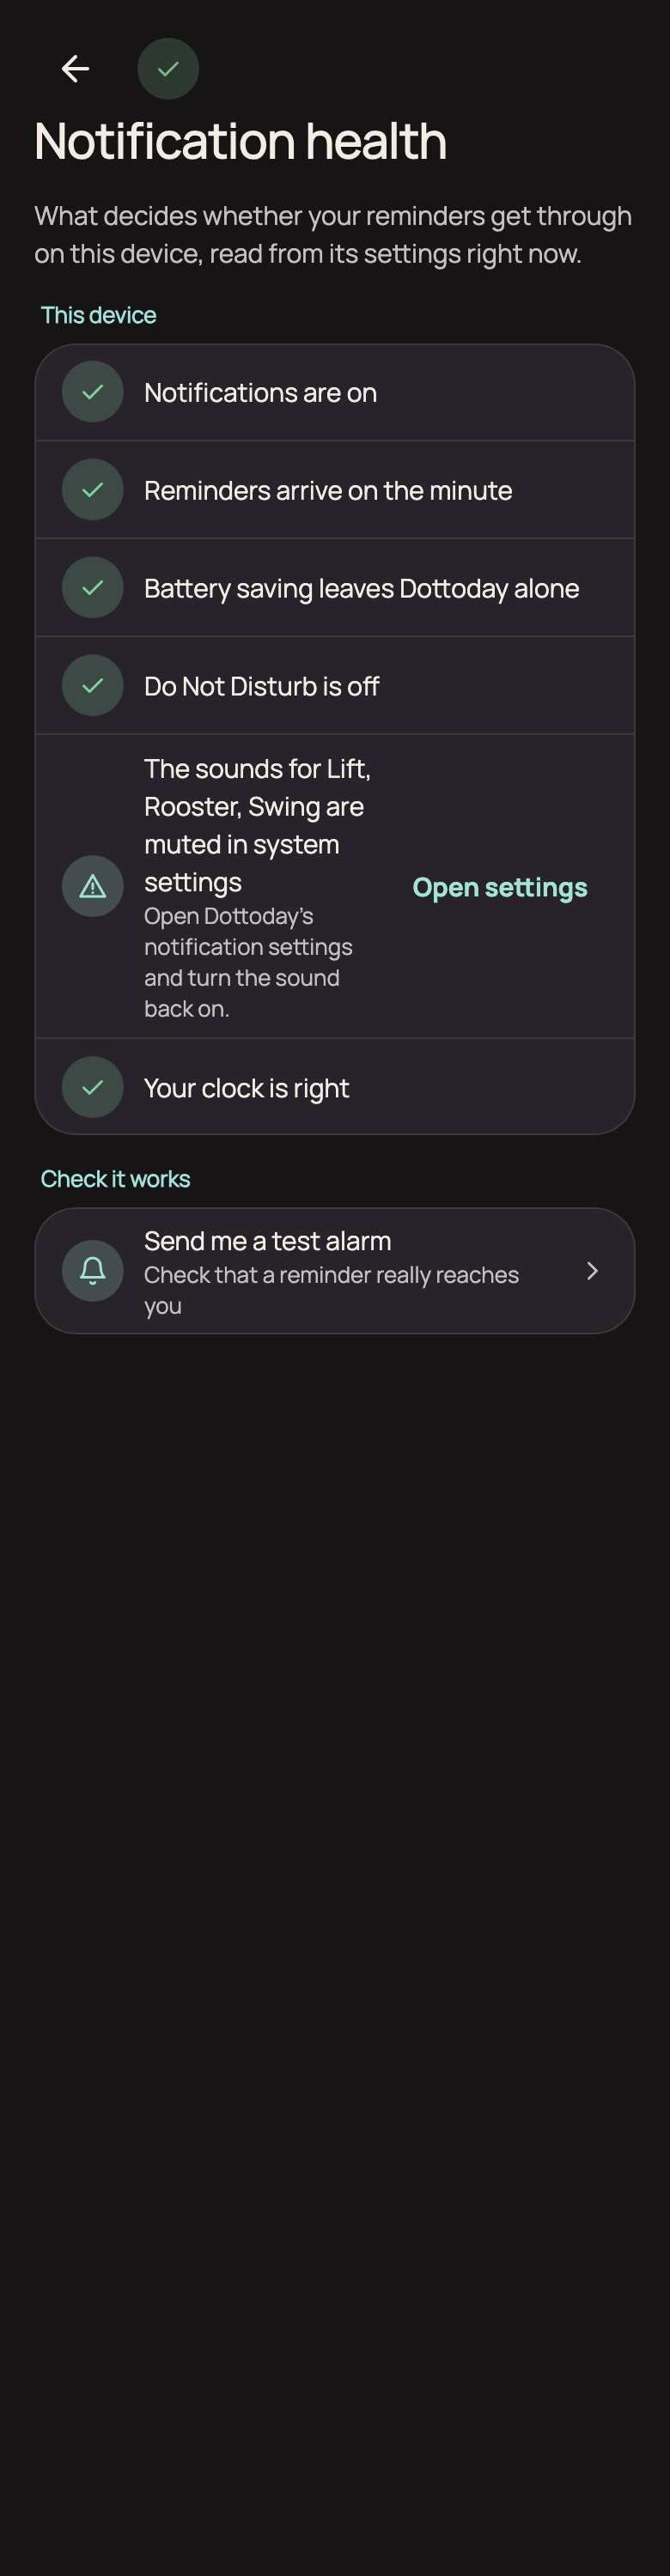 Notification health
What decides whether your reminders get through
on this device, read from its settings right now.
This device
Notifications are on
Reminders arrive on the minute
Battery saving leaves Dottoday alone
Do Not Disturb is off
The sounds for Lift,
Rooster, Swing are
muted in system
settings
Open Dottoday’s
notification settings
and turn the sound
back on.
Open settings
Your clock is right
Check it works
Send me a test alarm
Check that a reminder really reaches
you